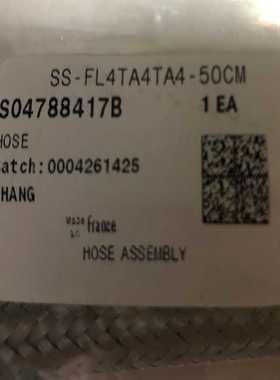 SS-FL4TA4TA4-50CM
S04788417B 1 EA
HOSE
atch:0004261425
HANG
Made in france
HOSE ASSEMBLY